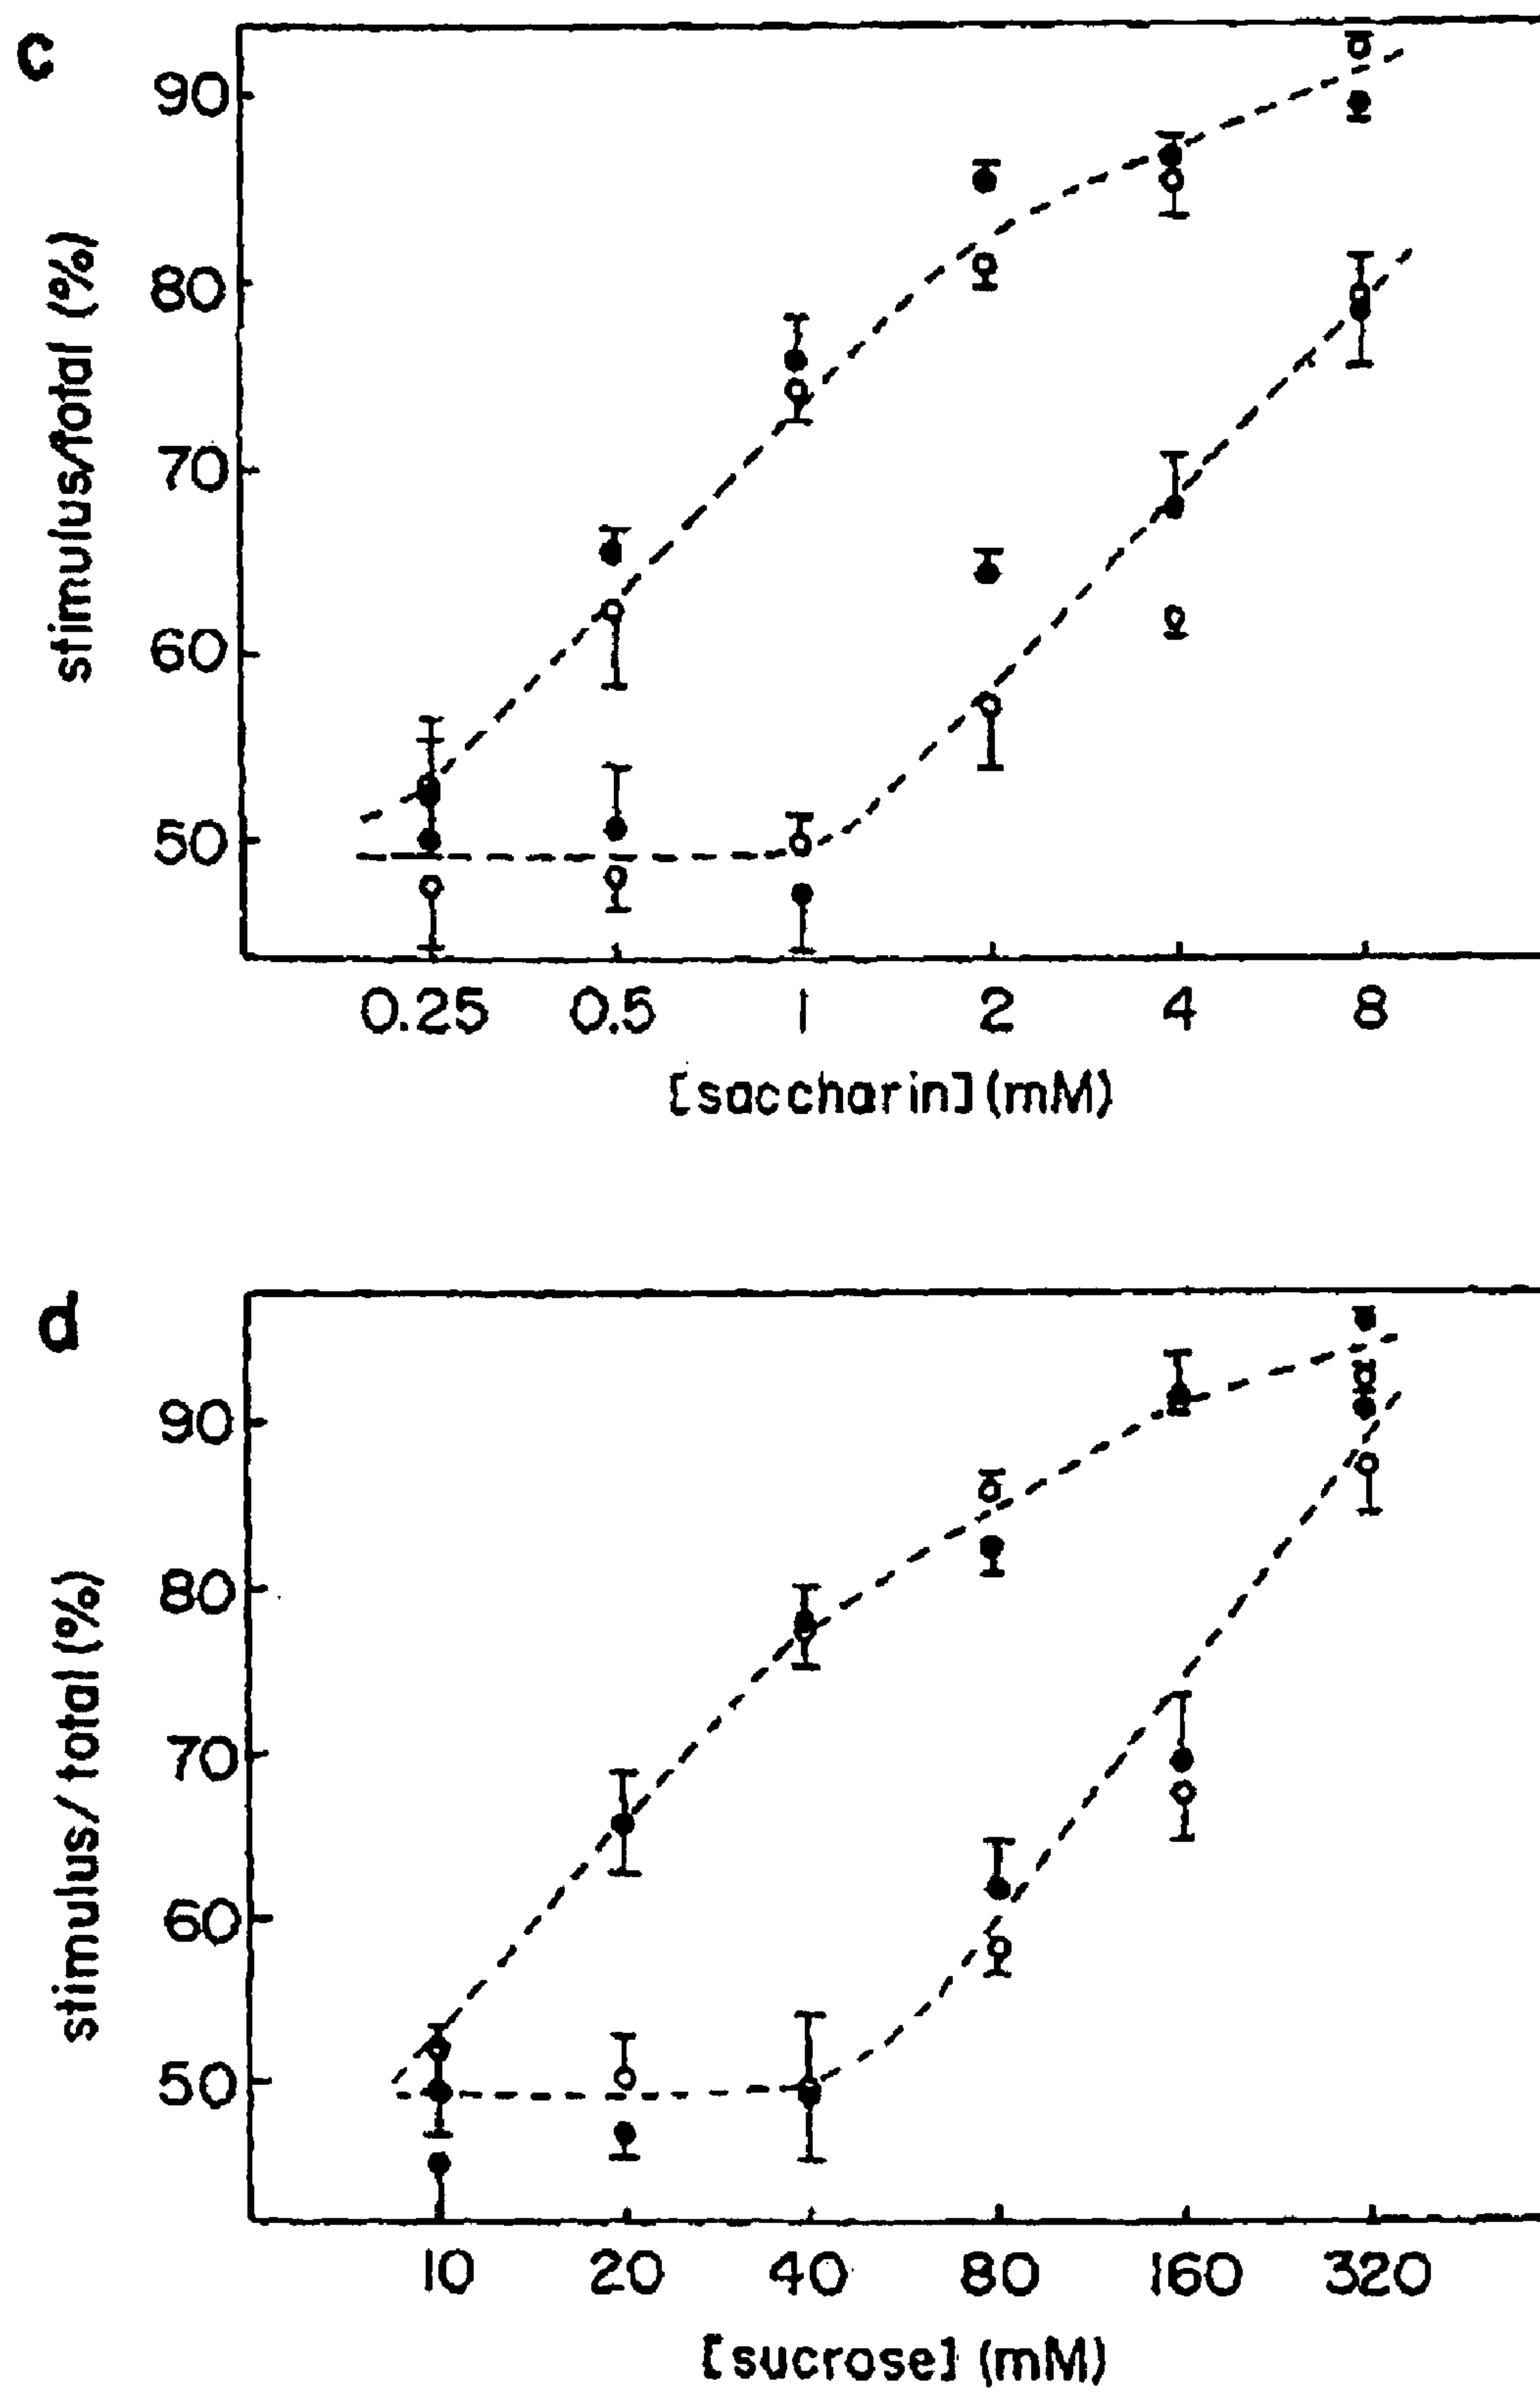 c
stimulus/total (%)
90
80
70
60
50
0.25 0.5 1 2 4 8
[saccharin] (mM)
d
stimulus/total (%)
90
80
70
60
50
10 20 40 80 160 320
[sucrose] (mM)